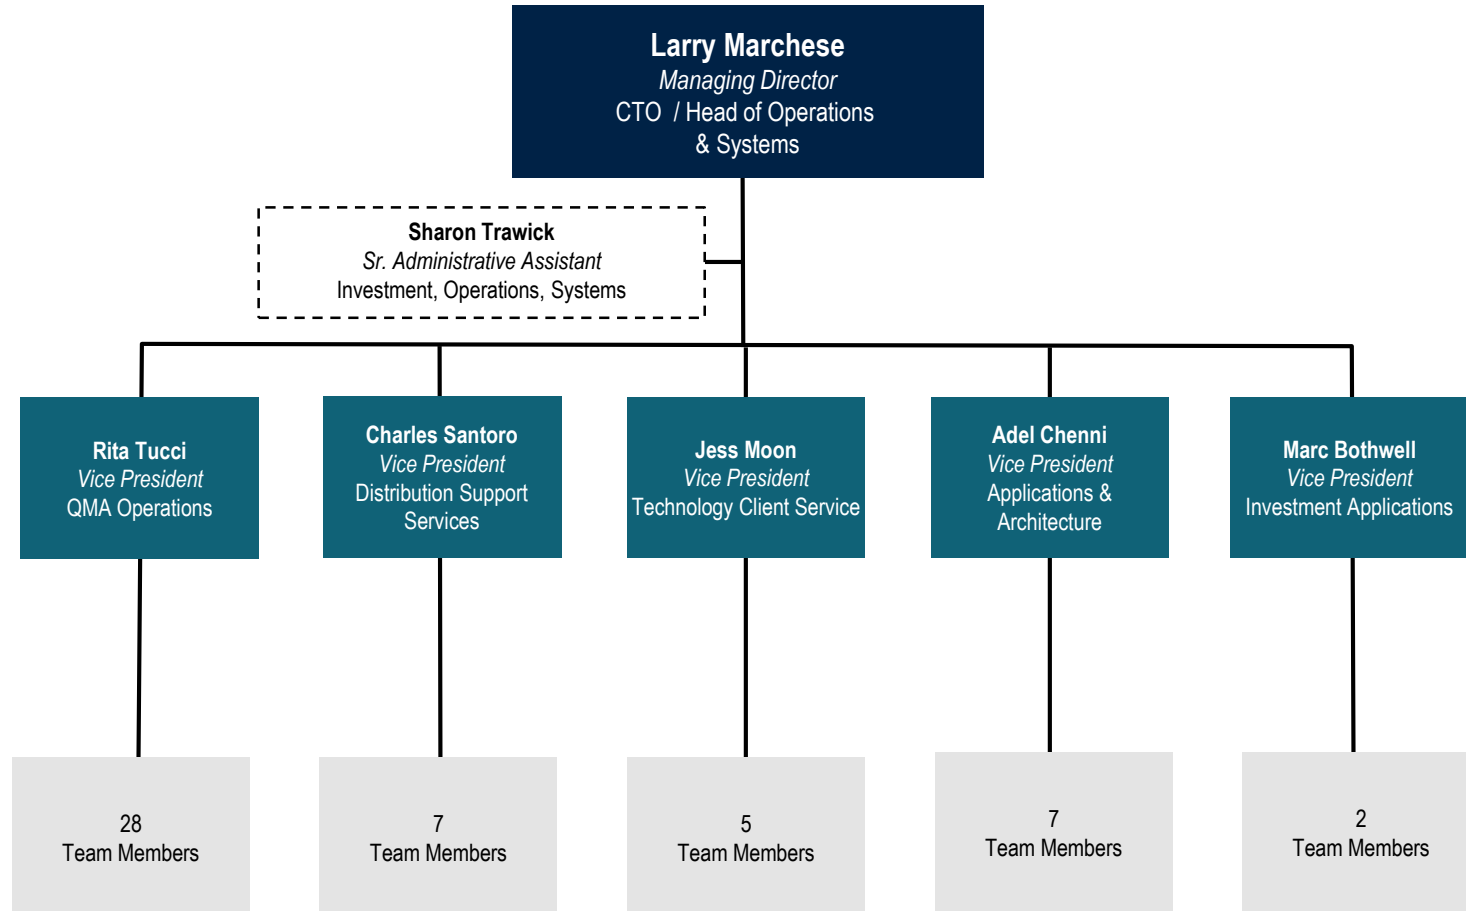 Larry Marchese
Managing Director
CTO / Head of Operations
& Systems
Sharon Trawick
Sr. Administrative Assistant
Investment, Operations, Systems
Rita Tucci
Vice President
QMA Operations
Charles Santoro
Vice President
Distribution Support
Services
Jess Moon
Vice President
Technology Client Service
Adel Chenni
Vice President
Applications &
Architecture
Marc Bothwell
Vice President
Investment Applications
28
Team Members
7
Team Members
5
Team Members
7
Team Members
2
Team Members